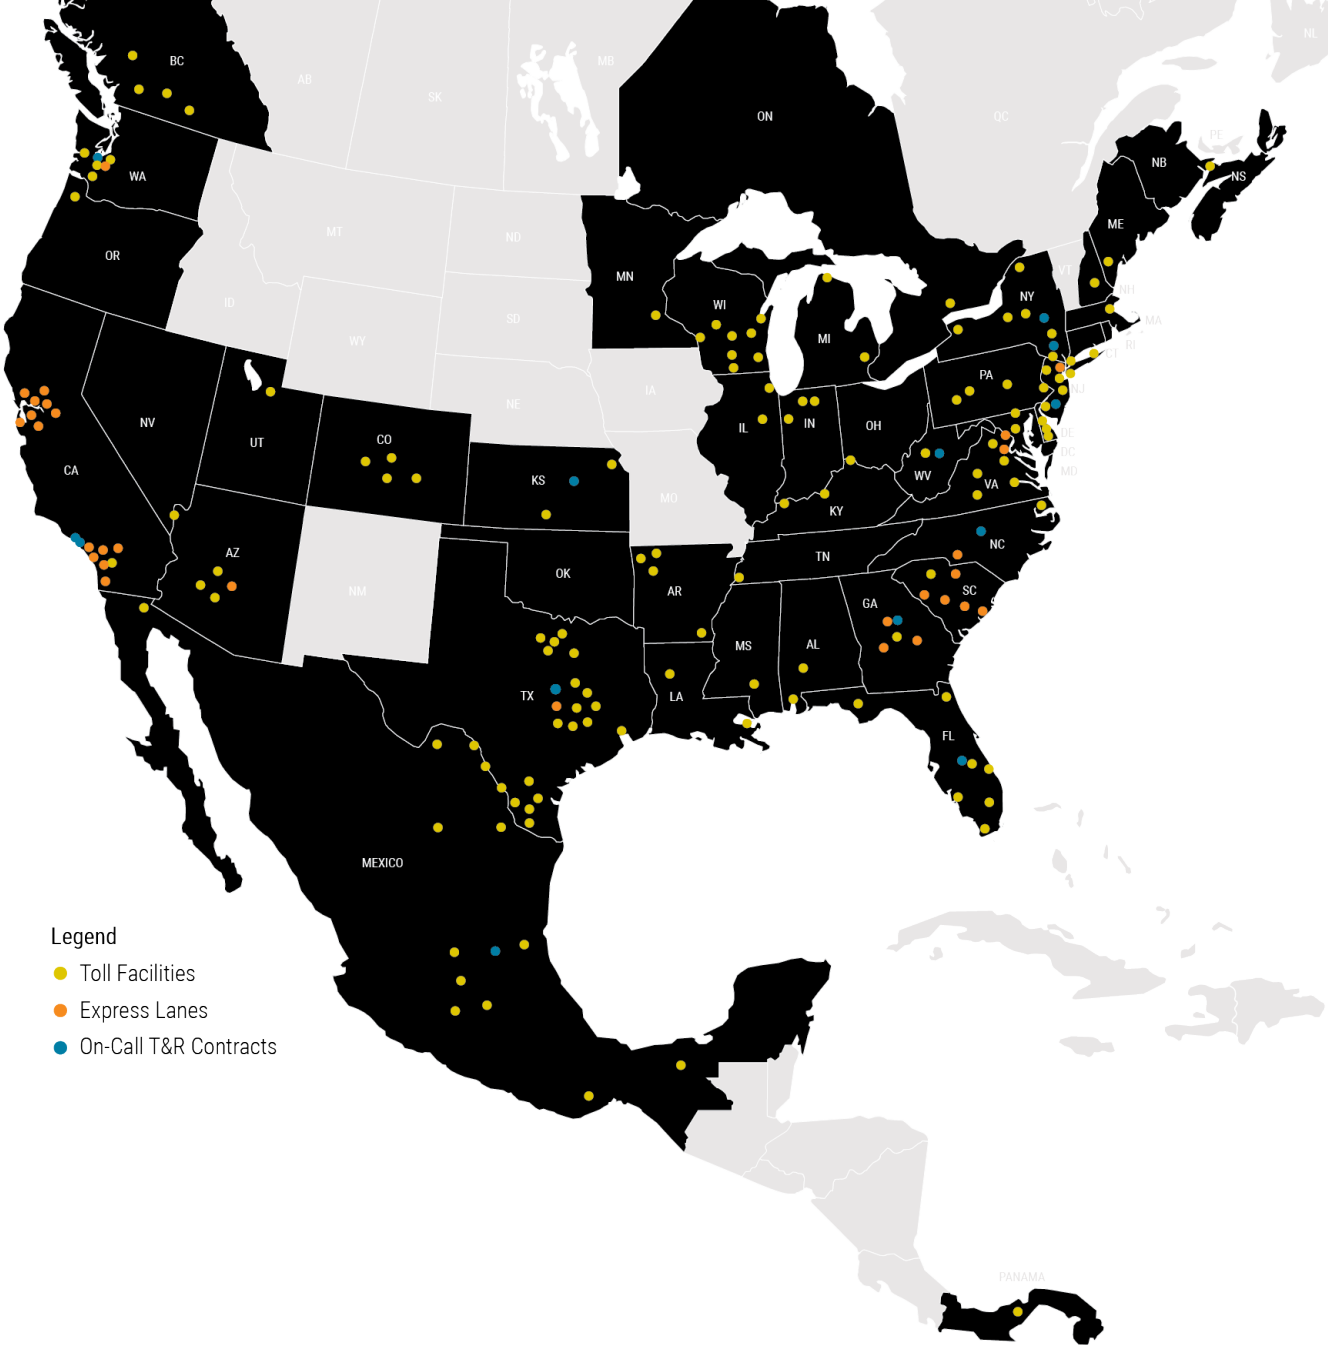 BC
AB
SK
MB
ON
QC
NL
PE
NB
NS
WA
ME
OR
MT
ND
MN
VT
NH
ID
SD
WI
NY
MA
WY
MI
RI
CT
IA
PA
NJ
NE
NV
UT
CO
IL
IN
OH
DE
DC
MD
CA
KS
MO
WV
VA
KY
AZ
NM
OK
TN
NC
AR
SC
GA
MS
AL
TX
LA
FL
MEXICO
Legend
Toll Facilities
Express Lanes
On-Call T&R Contracts
PANAMA